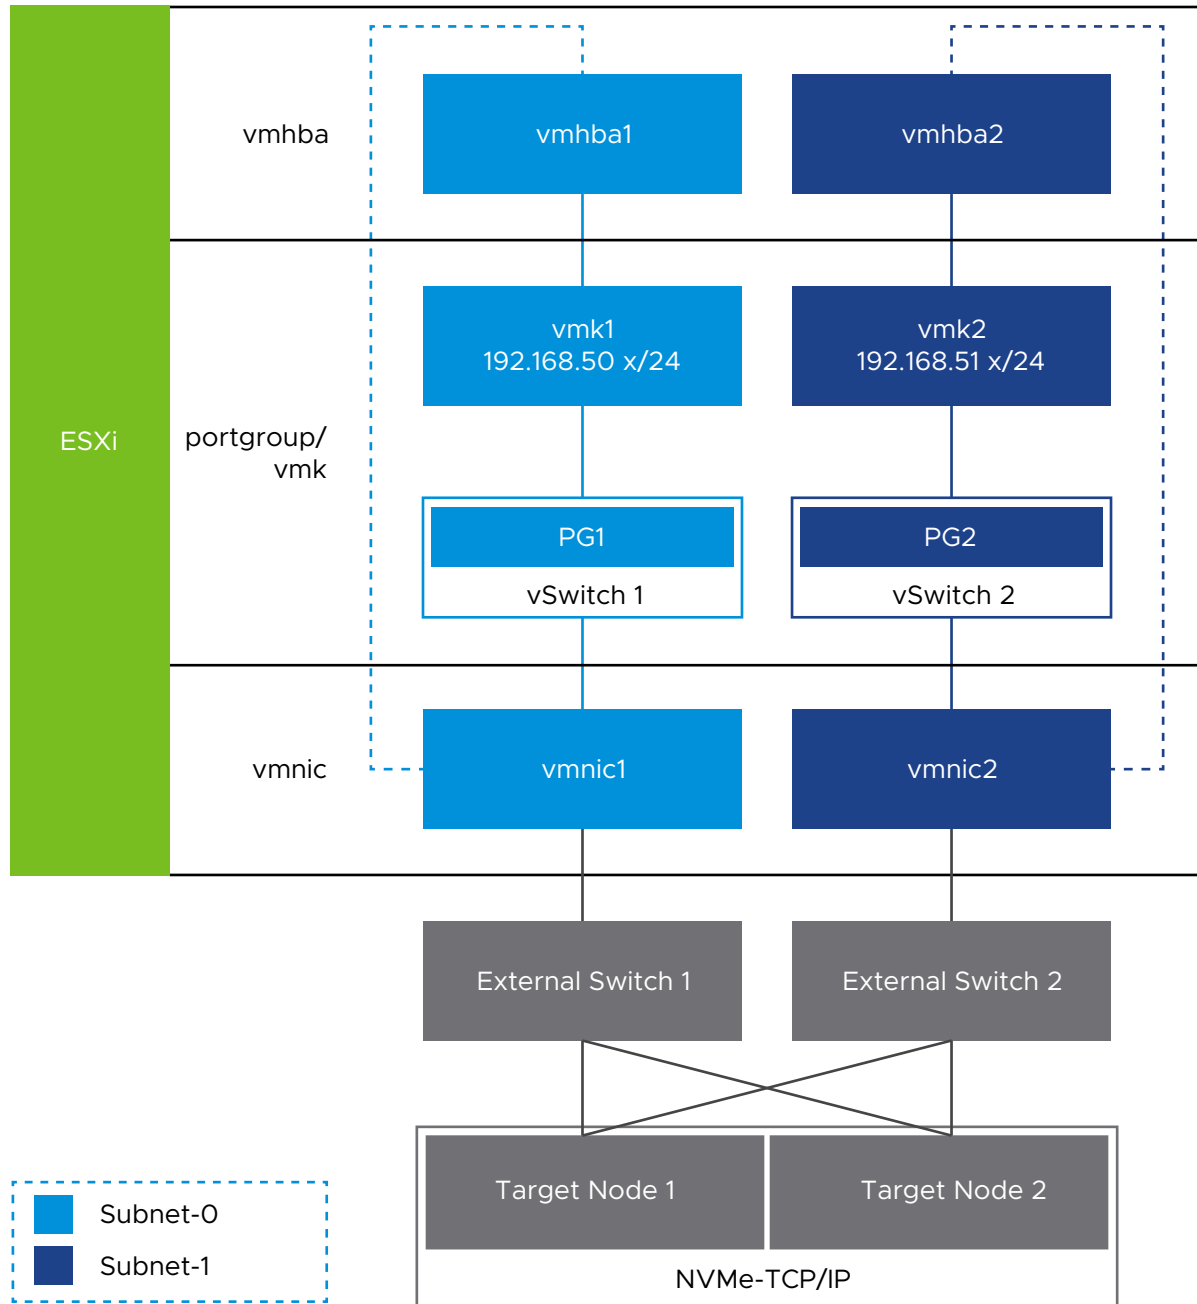 vmhba
vmhba1
vmhba2
ESXi
portgroup/
vmk
vmk1
192.168.50 x/24
vmk2
192.168.51 x/24
PG1
vSwitch 1
PG2
vSwitch 2
vmnic
vmnic1
vmnic2
External Switch 1
External Switch 2
Target Node 1
Target Node 2
NVMe-TCP/IP
Subnet-0
Subnet-1